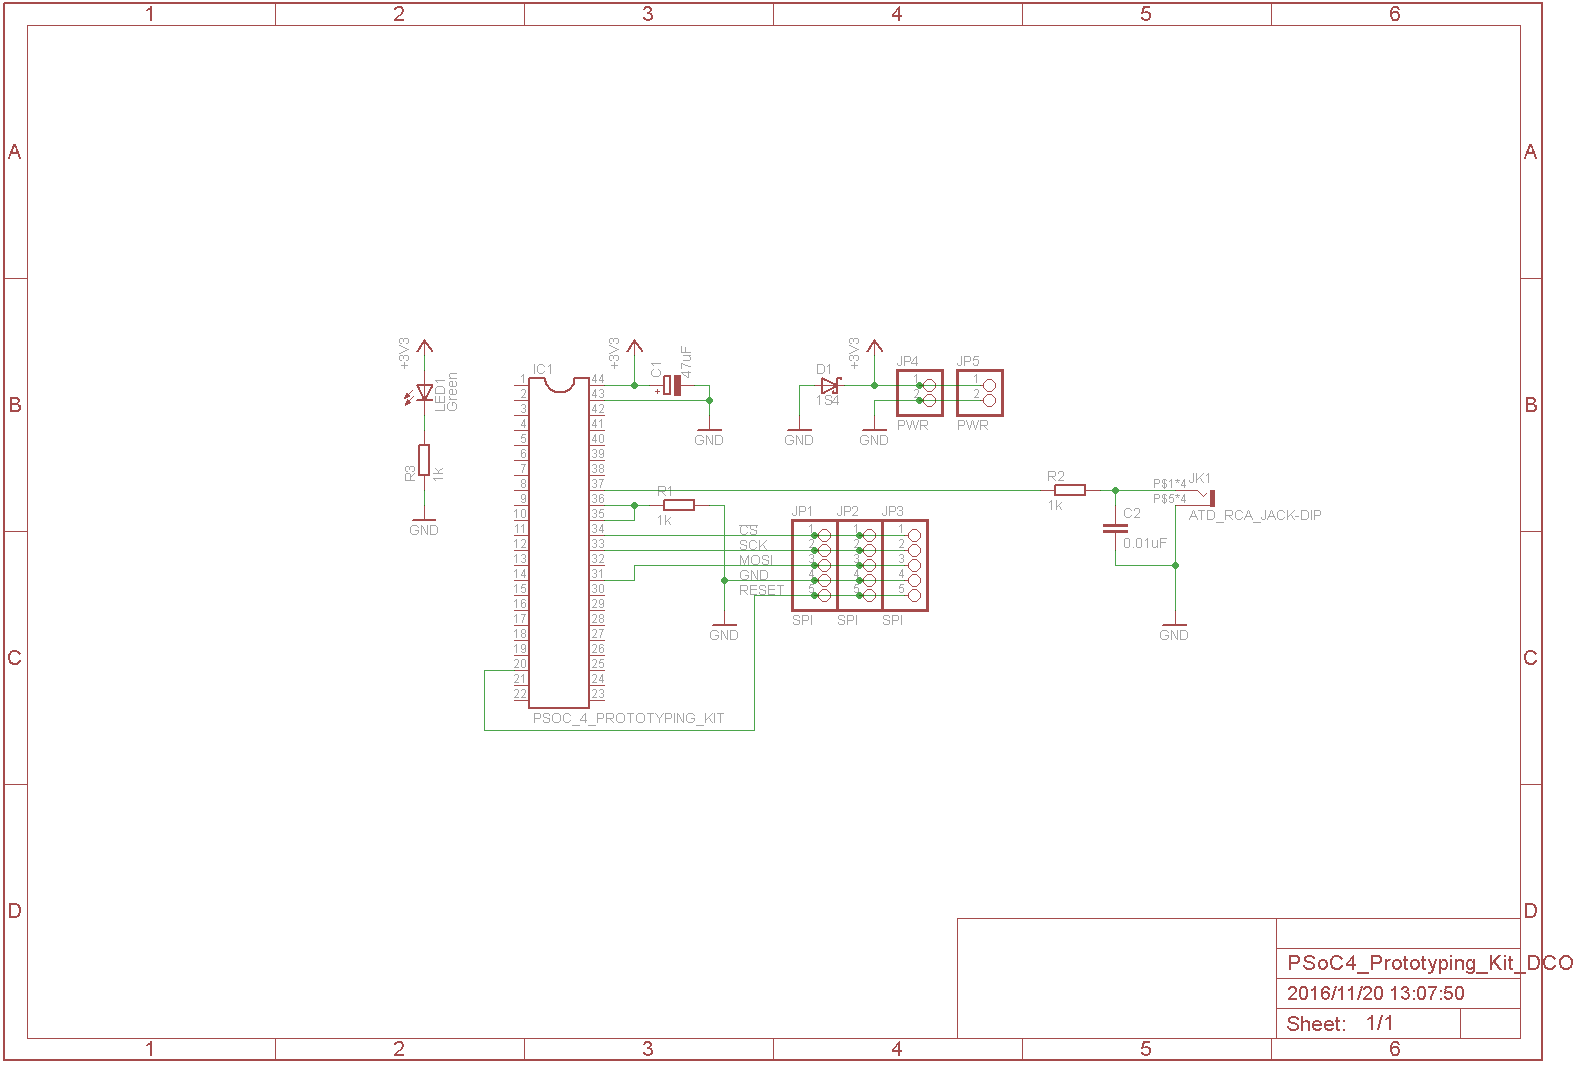 1 2 3 4 5 6
A A
B B
C C
D D
+3V3
LED1
Green
R3
1k
GND
IC1
1 44
2 43
3 42
4 41
5 40
6 39
7 38
8 37
9 36
10 35
11 34
12 33
13 32
14 31
15 30
16 29
17 28
18 27
19 26
20 25
21 24
22 23
PSOC_4_PROTOTYPING_KIT
+3V3
C1
+
47uF
GND
R1
1k
GND
D1
1S4
GND
+3V3
GND
JP4
1
2
PWR
JP5
1
2
PWR
CS
SCK
MOSI
GND
RESET
JP1 JP2 JP3
1 1 1
2 2 2
3 3 3
4 4 4
5 5 5
SPI SPI SPI
R2
1k
C2
0.01uF
P$1*4
P$5*4
JK1
ATD_RCA_JACK-DIP
GND
PSoC4_Prototyping_Kit_DCO
2016/11/20 13:07:50
Sheet: 1/1
1 2 3 4 5 6